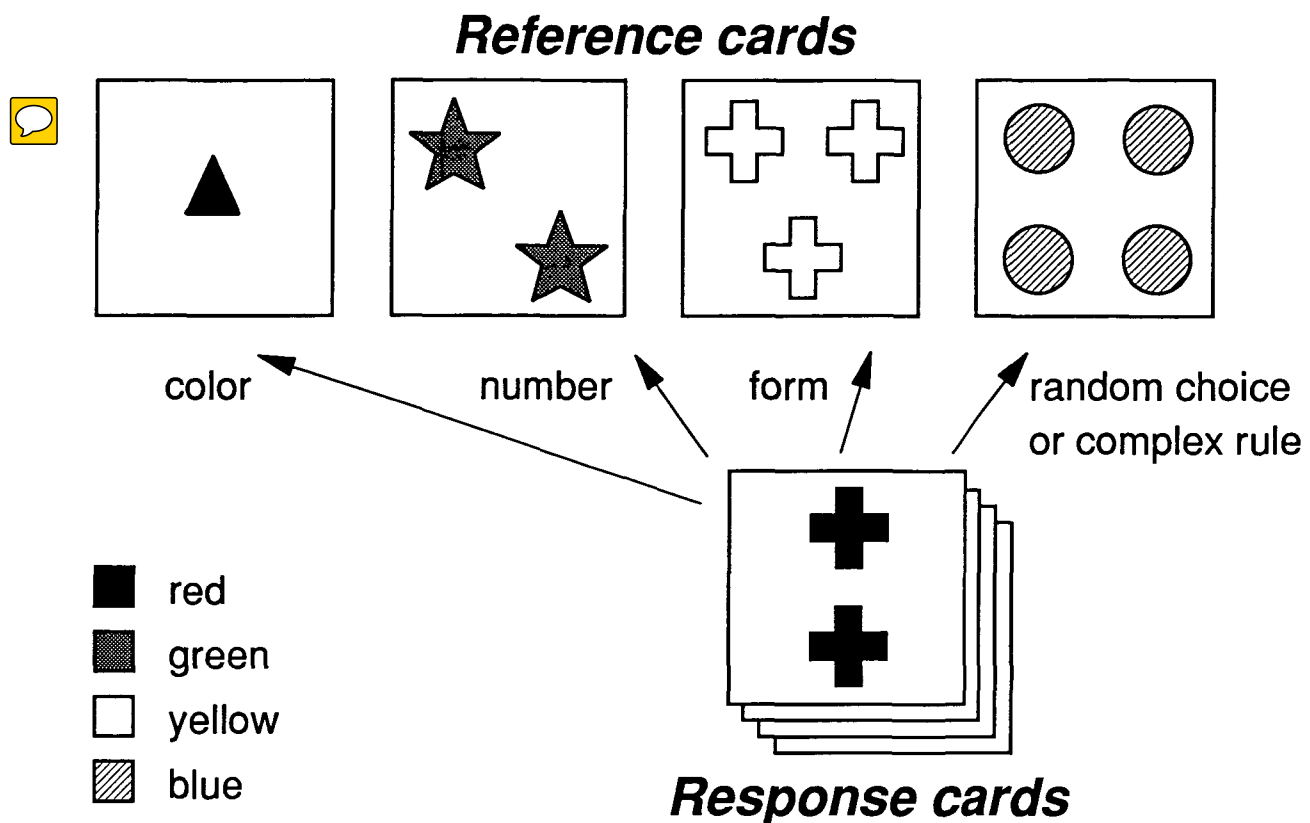 Reference cards
color
number
form
random choice
or complex rule
red
green
yellow
blue
Response cards